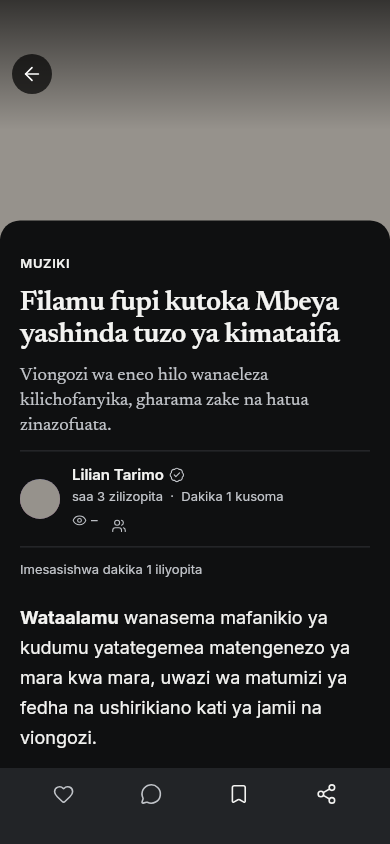 MUZIKI
Filamu fupi kutoka Mbeya
yashinda tuzo ya kimataifa
Viongozi wa eneo hilo wanaeleza
kilichofanyika, gharama zake na hatua
zinazofuata.
Lilian Tarimo
saa 3 zilizopita · Dakika 1 kusoma
–
Imesasishwa dakika 1 iliyopita
Wataalamu wanasema mafanikio ya
kudumu yatategemea matengenezo ya
mara kwa mara, uwazi wa matumizi ya
fedha na ushirikiano kati ya jamii na
viongozi.